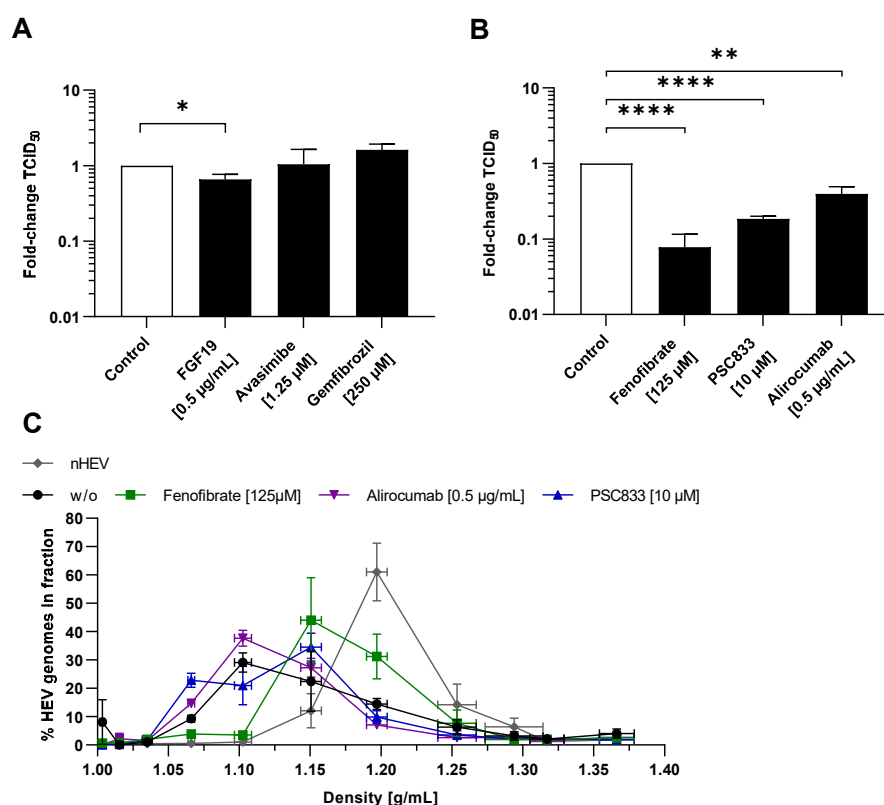 A
*
Fold-change TCID50
10
1
0.1
0.01
Control
FGF19
[0.5 µg/mL]
Avasimibe
[1.25 µM]
Gemfibrozil
[250 µM]
B
**
****
****
Fold-change TCID50
10
1
0.1
0.01
Control
Fenofibrate
[125 µM]
PSC833
[10 µM]
Alirocumab
[0.5 µg/mL]
C
nHEV
w/o Fenofibrate [125µM] Alirocumab [0.5 µg/mL] PSC833 [10 µM]
% HEV genomes in fraction
80
70
60
50
40
30
20
10
0
1.00 1.05 1.10 1.15 1.20 1.25 1.30 1.35 1.40
Density [g/mL]